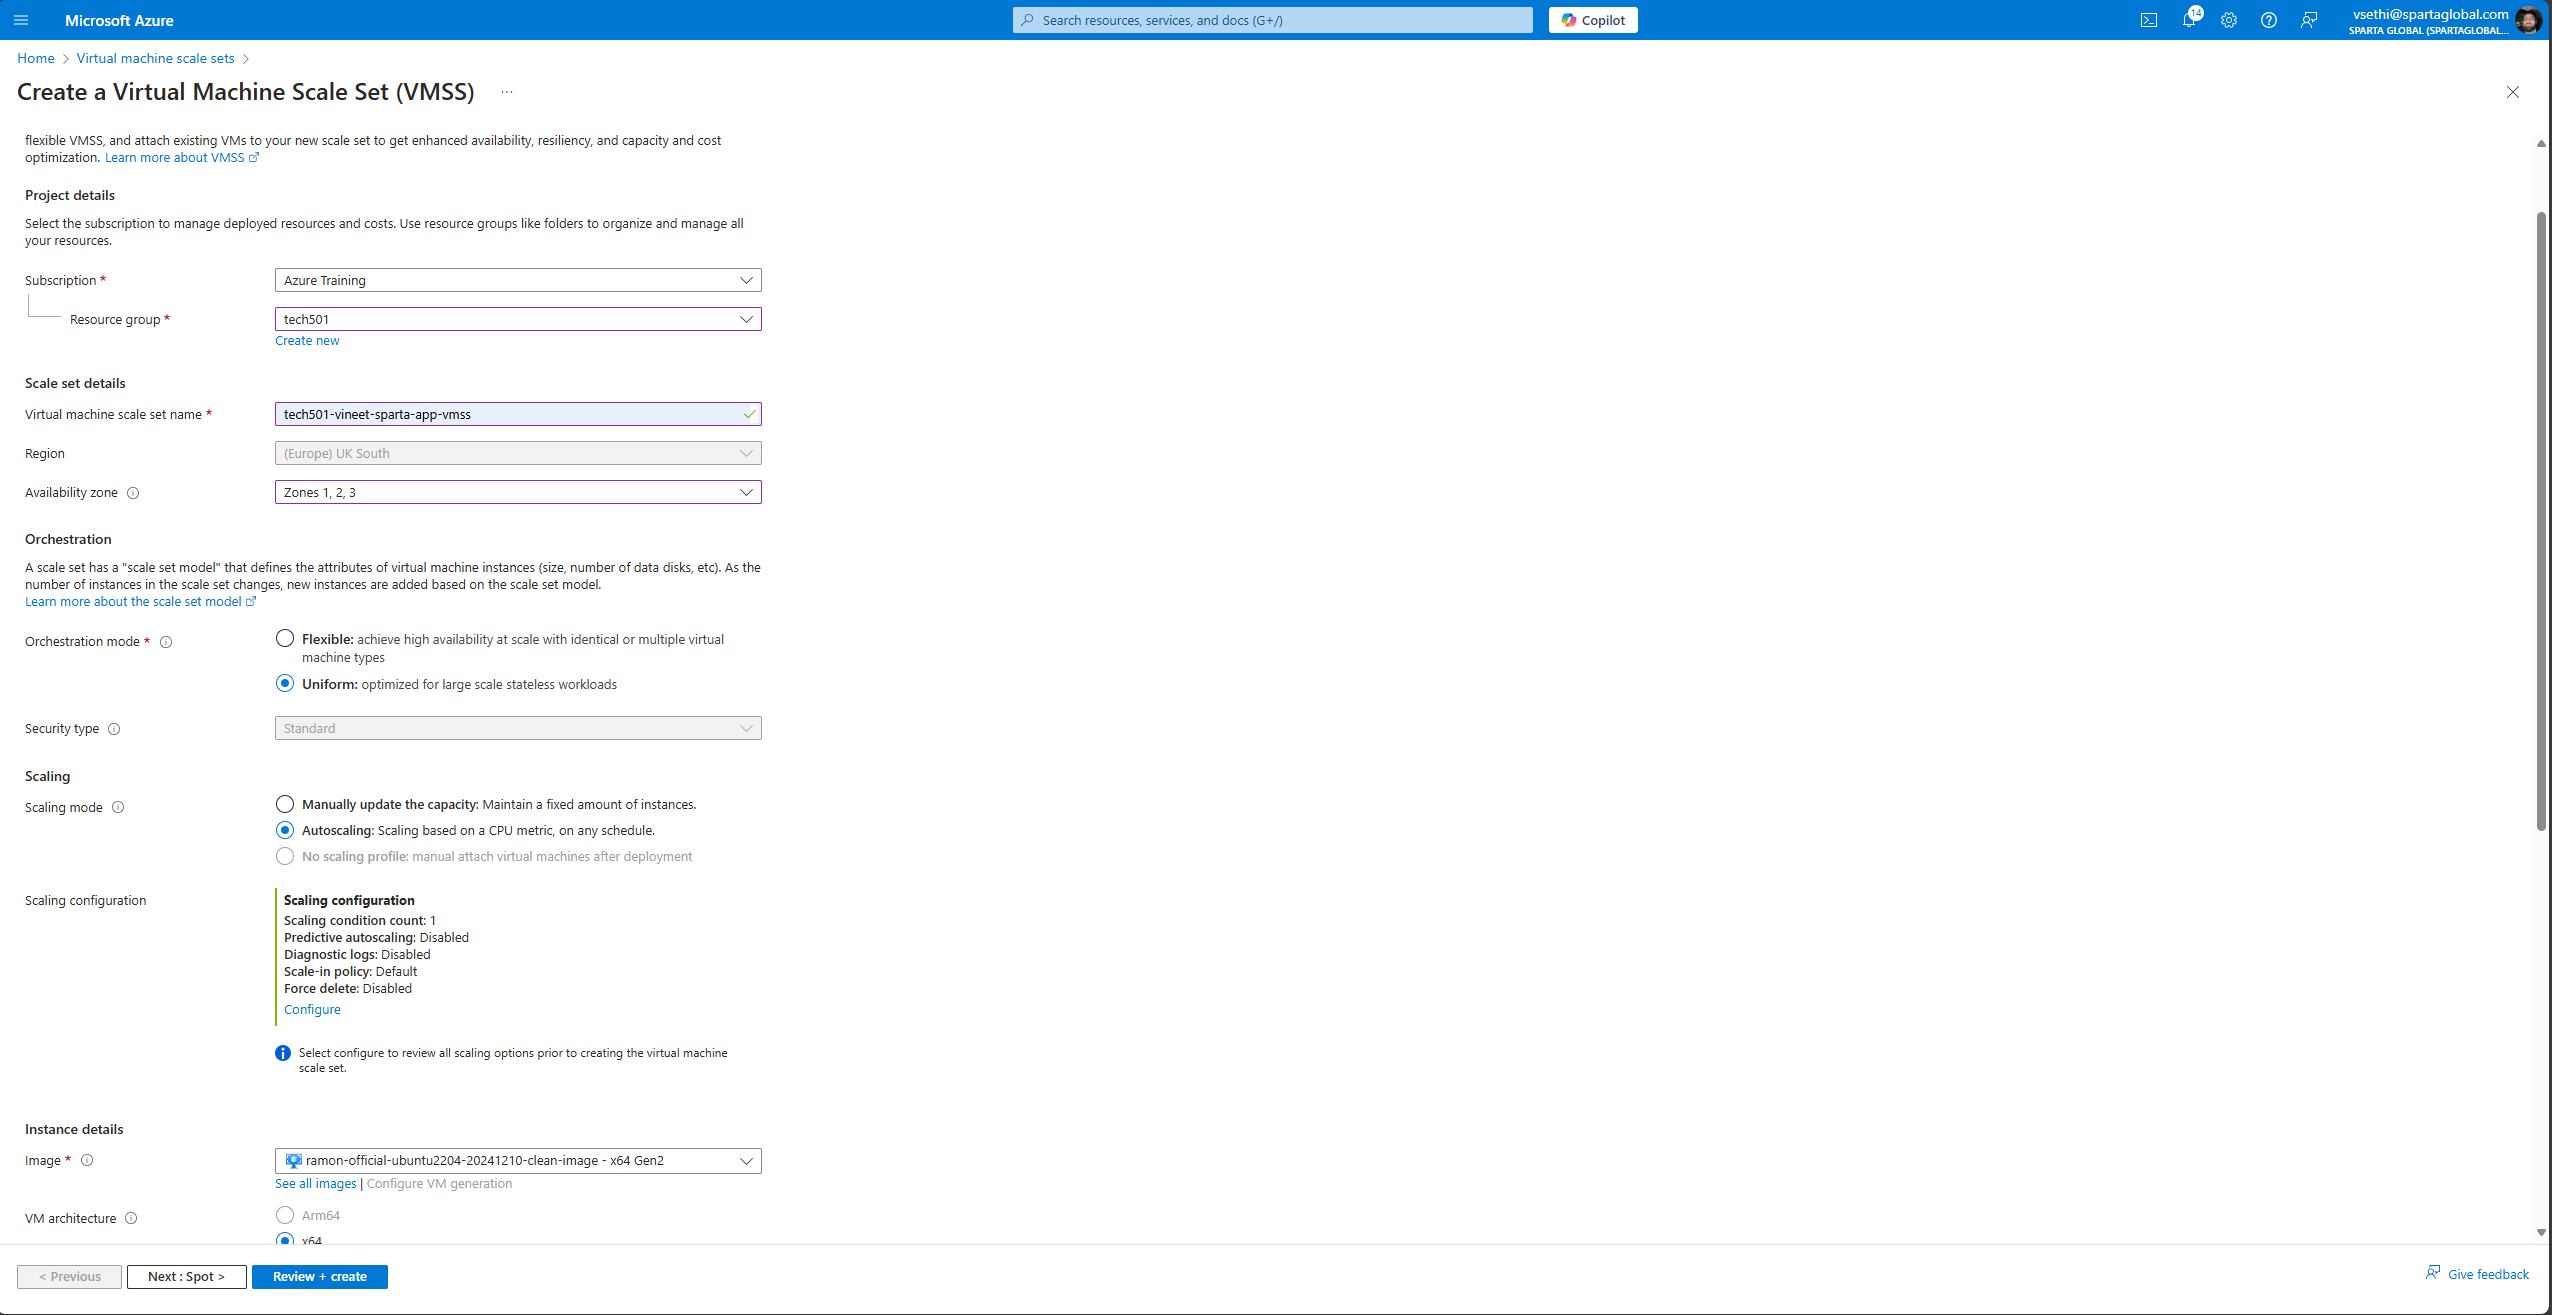 Microsoft Azure
Search resources, services, and docs (G+/)
Copilot
14
vsethi@spartaglobal.com
SPARTA GLOBAL (SPARTAGLOBAL...
Home > Virtual machine scale sets >
Create a Virtual Machine Scale Set (VMSS) ...
flexible VMSS, and attach existing VMs to your new scale set to get enhanced availability, resiliency, and capacity and cost
optimization. Learn more about VMSS
Project details
Select the subscription to manage deployed resources and costs. Use resource groups like folders to organize and manage all
your resources.
Subscription *
Azure Training
Resource group *
tech501
Create new
Scale set details
Virtual machine scale set name *
tech501-vineet-sparta-app-vmss
Region
(Europe) UK South
Availability zone
Zones 1, 2, 3
Orchestration
A scale set has a "scale set model" that defines the attributes of virtual machine instances (size, number of data disks, etc). As the
number of instances in the scale set changes, new instances are added based on the scale set model.
Learn more about the scale set model
Orchestration mode *
Flexible: achieve high availability at scale with identical or multiple virtual
machine types
Uniform: optimized for large scale stateless workloads
Security type
Standard
Scaling
Scaling mode
Manually update the capacity: Maintain a fixed amount of instances.
Autoscaling: Scaling based on a CPU metric, on any schedule.
No scaling profile: manual attach virtual machines after deployment
Scaling configuration
Scaling configuration
Scaling condition count: 1
Predictive autoscaling: Disabled
Diagnostic logs: Disabled
Scale-in policy: Default
Force delete: Disabled
Configure
Select configure to review all scaling options prior to creating the virtual machine
scale set.
Instance details
Image *
ramon-official-ubuntu2204-20241210-clean-image - x64 Gen2
See all images | Configure VM generation
VM architecture
Arm64
x64
< Previous
Next : Spot >
Review + create
Give feedback